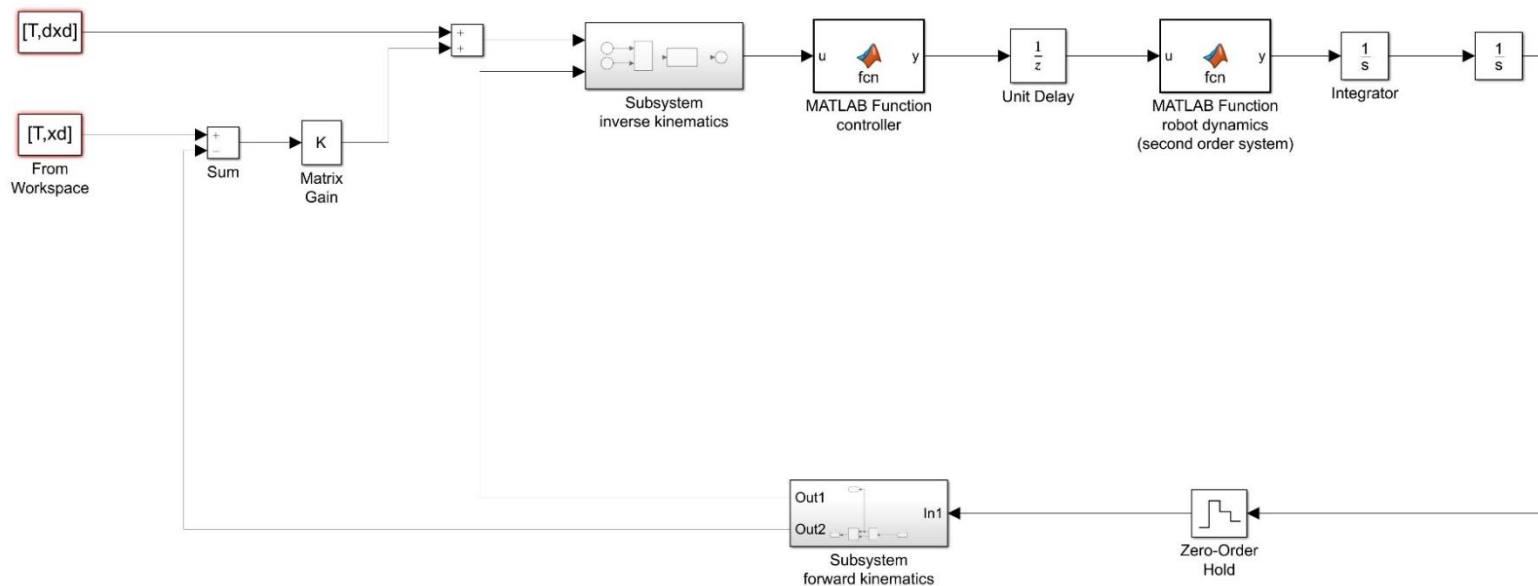 [T,dxd]
+
+
Subsystem
inverse kinematics
u
fcn
y
MATLAB Function
controller
1
z
Unit Delay
u
fcn
y
MATLAB Function
robot dynamics
(second order system)
1
s
Integrator
1
s
[T,xd]
From
Workspace
+
−
Sum
K
Matrix
Gain
Out1
Out2
In1
Subsystem
forward kinematics
Zero-Order
Hold